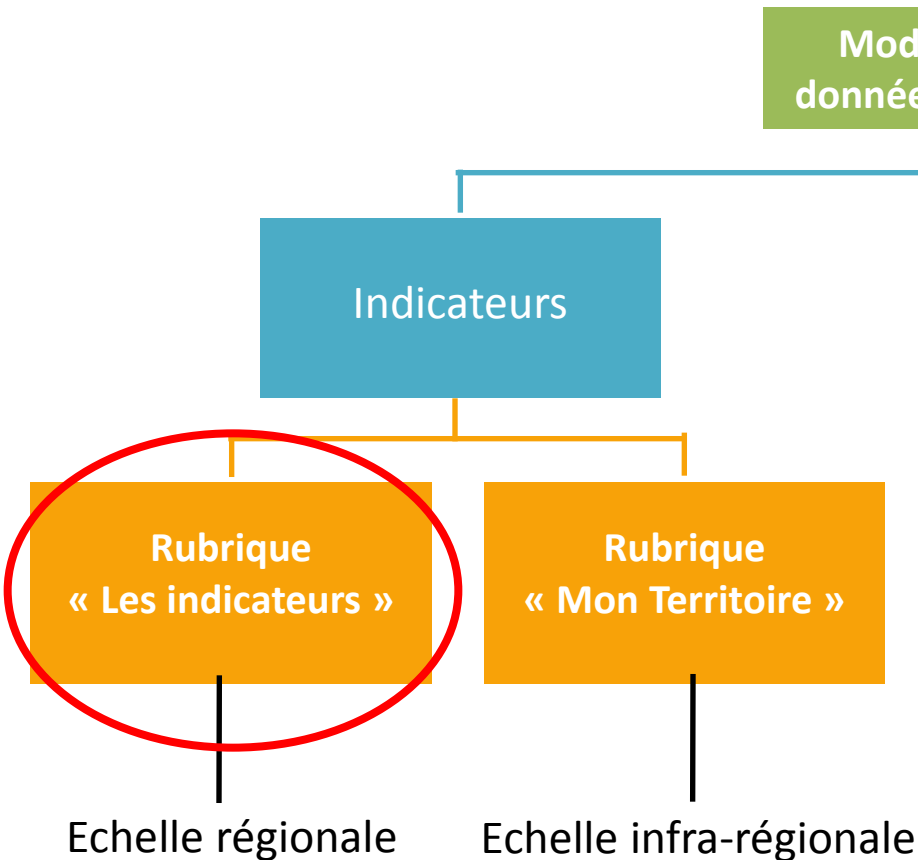 Mod
donnée
Indicateurs
Rubrique
« Les indicateurs »
Rubrique
« Mon Territoire »
Echelle régionale
Echelle infra-régionale